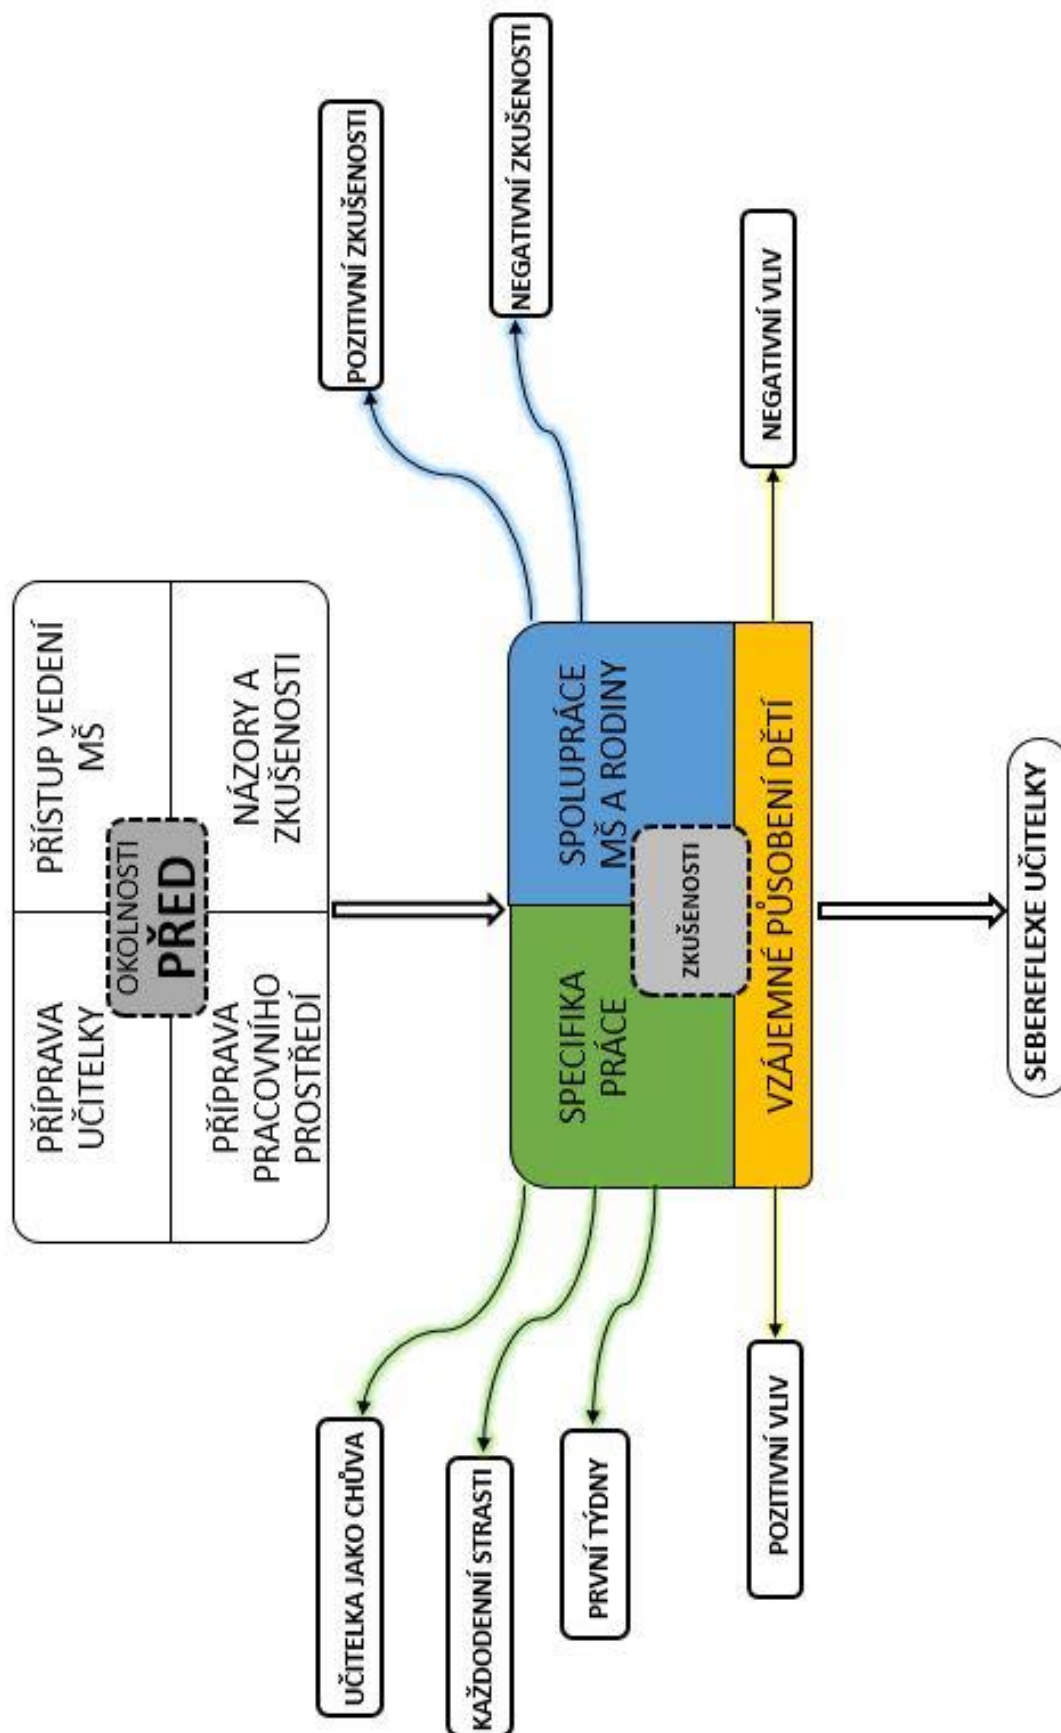 PŘÍPRAVA
UČITELKY
PŘÍSTUP VEDENÍ
MŠ
OKOLNOSTI
PŘED
PŘÍPRAVA
PRACOVNÍHO
PROSTŘEDÍ
NÁZORY A
ZKUŠENOSTI
UČITELKA JAKO CHŮVA
KAŽDODENNÍ STRASTI
PRVNÍ TÝDNY
SPECIFIKA
PRÁCE
SPOLUPRÁCE
MŠ A RODINY
POZITIVNÍ ZKUŠENOSTI
NEGATIVNÍ ZKUŠENOSTI
ZKUŠENOSTI
POZITIVNÍ VLIV
VZÁJEMNÉ PŮSOBENÍ DĚTÍ
NEGATIVNÍ VLIV
SEBEREFLEXE UČITELKY